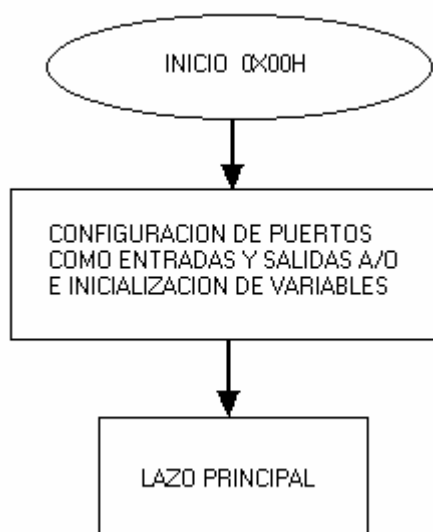 INICIO 0X00H
CONFIGURACION DE PUERTOS
COMO ENTRADAS Y SALIDAS A/O
E INICIALIZACION DE VARIABLES
LAZO PRINCIPAL